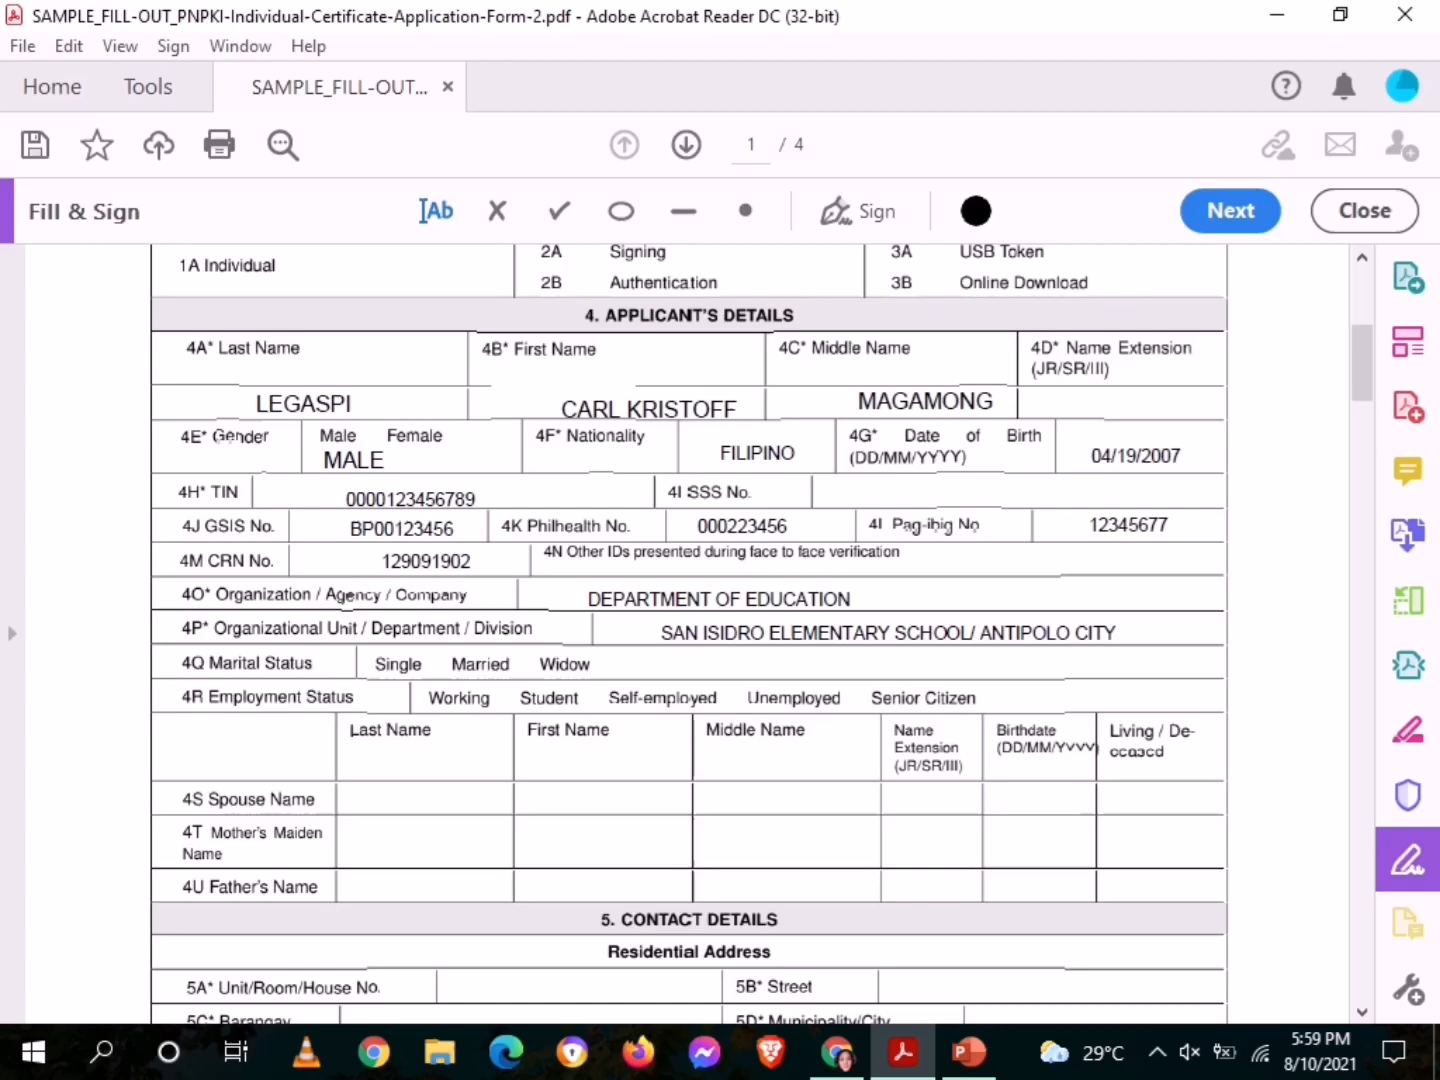 SAMPLE_FILL-OUT_PNPKI-Individual-Certificate-Application-Form-2.pdf - Adobe Acrobat Reader DC (32-bit)
File Edit View Sign Window Help
Home Tools SAMPLE_FILL-OUT... ×
1 / 4
Fill & Sign Ab Sign Next Close
1A Individual 2A Signing 3A USB Token
2B Authentication 3B Online Download
4. APPLICANT'S DETAILS
4A* Last Name 4B* First Name 4C* Middle Name 4D* Name Extension
(JR/SR/III)
LEGASPI CARL KRISTOFF MAGAMONG
4E* Gender Male Female 4F* Nationality FILIPINO 4G* Date of Birth 04/19/2007
MALE (DD/MM/YYYY)
4H* TIN 0000123456789 4I SSS No.
4J GSIS No. BP00123456 4K Philhealth No. 000223456 4L Pag-ibig No 12345677
4M CRN No. 129091902 4N Other IDs presented during face to face verification
4O* Organization / Agency / Company DEPARTMENT OF EDUCATION
4P* Organizational Unit / Department / Division SAN ISIDRO ELEMENTARY SCHOOL/ ANTIPOLO CITY
4Q Marital Status Single Married Widow
4R Employment Status Working Student Self-employed Unemployed Senior Citizen
Last Name First Name Middle Name Name Extension (JR/SR/III) Birthdate (DD/MM/YYYY) Living / De-ceased
4S Spouse Name
4T Mother's Maiden
Name
4U Father's Name
5. CONTACT DETAILS
Residential Address
5A* Unit/Room/House No. 5B* Street
5C* Barangay 5D* Municipality/City
29°C 5:59 PM
8/10/2021